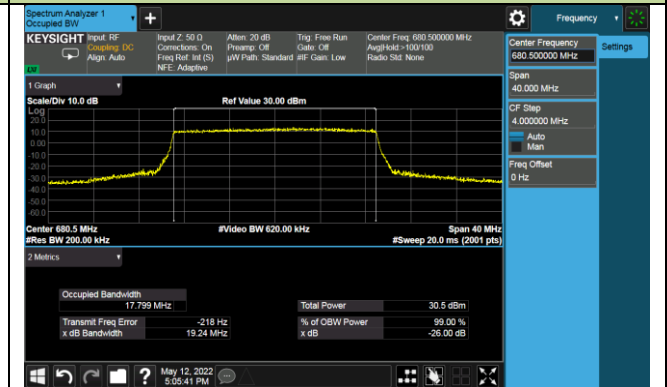 Spectrum Analyzer 1
Occupied BW
+
Frequency
KEYSIGHT
Input: RF
Coupling: DC
Align: Auto
Input Z: 50 Ω
Corrections: On
Freq Ref: Int (S)
NFE: Adaptive
Atten: 20 dB
Preamp: Off
µW Path: Standard
Trig: Free Run
Gate: Off
#IF Gain: Low
Center Freq: 680.500000 MHz
Avg|Hold:>100/100
Radio Std: None
Center Frequency
680.500000 MHz
Settings
Span
40.000 MHz
CF Step
4.000000 MHz
Auto
Man
Freq Offset
0 Hz
1 Graph
Scale/Div 10.0 dB
Ref Value 30.00 dBm
Log
20.0
10.0
0.00
-10.0
-20.0
-30.0
-40.0
-50.0
-60.0
Center 680.5 MHz
#Video BW 620.00 kHz
Span 40 MHz
#Res BW 200.00 kHz
#Sweep 20.0 ms (2001 pts)
2 Metrics
Occupied Bandwidth
17.799 MHz
Total Power
30.5 dBm
Transmit Freq Error
-218 Hz
% of OBW Power
99.00 %
x dB Bandwidth
19.24 MHz
x dB
-26.00 dB
?
May 12, 2022
5:05:41 PM